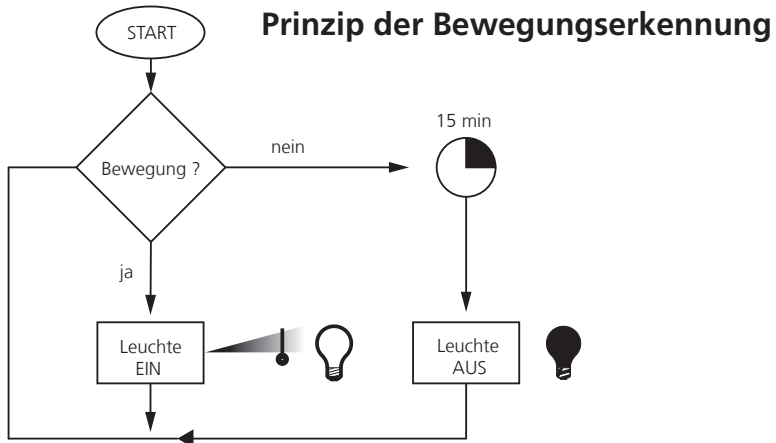 Prinzip der Bewegungserkennung
START
15 min
nein
Bewegung ?
ja
Leuchte
EIN
Leuchte
AUS